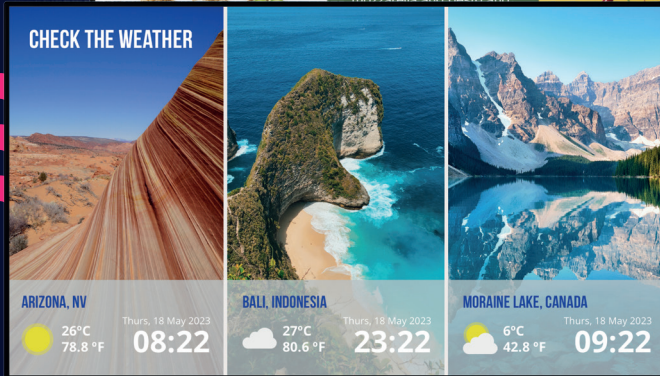 CHECK THE WEATHER
ARIZONA, NV
Thurs, 18 May 2023
26°C
78.8 °F
08:22
BALI, INDONESIA
Thurs, 18 May 2023
27°C
80.6 °F
23:22
MORAINE LAKE, CANADA
Thurs, 18 May 2023
6°C
42.8 °F
09:22